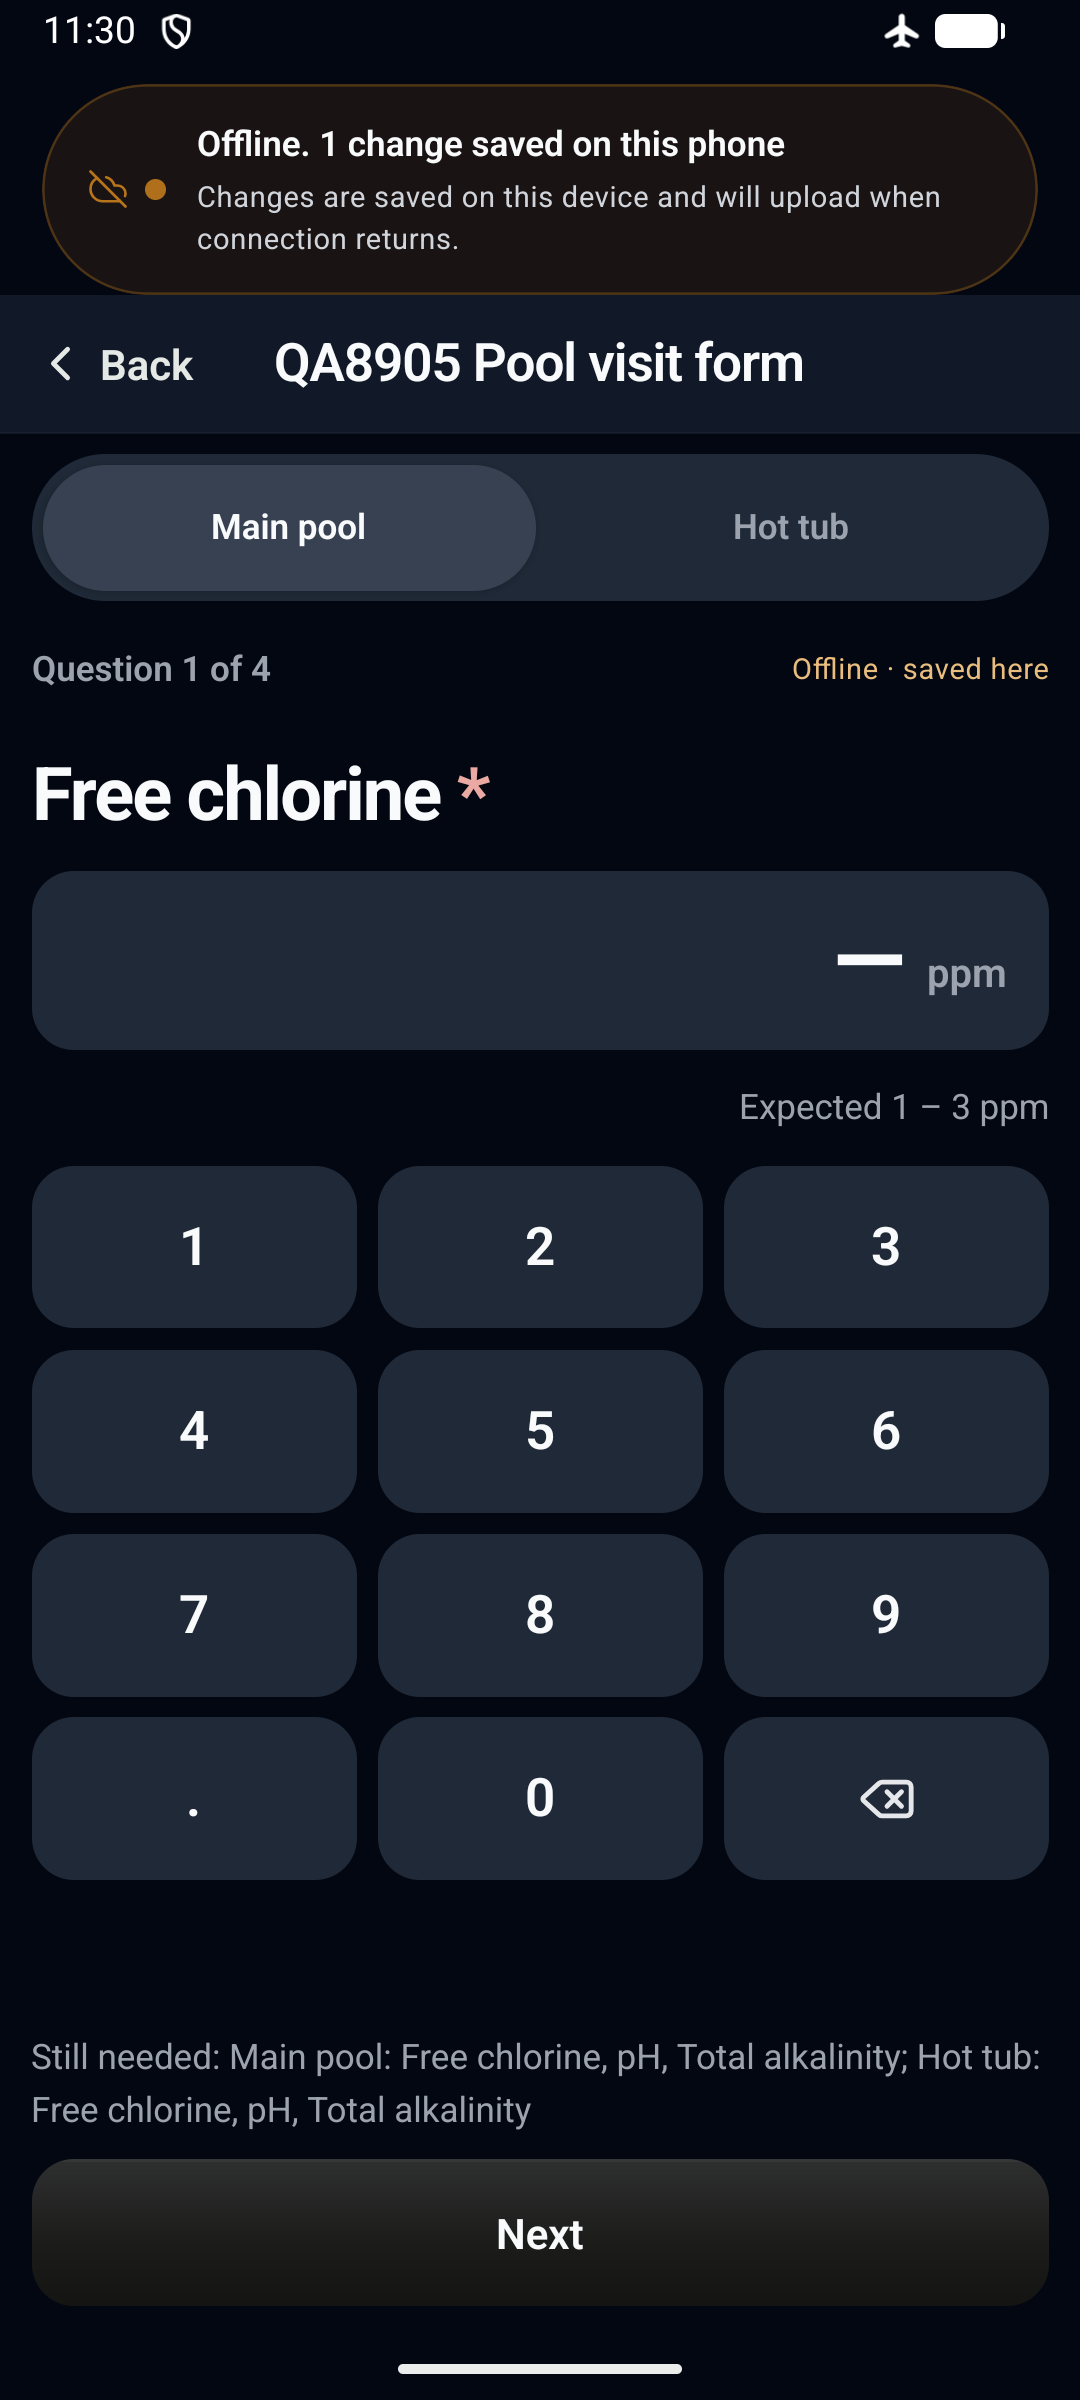 11:30
Offline. 1 change saved on this phone
Changes are saved on this device and will upload when
connection returns.
Back
QA8905 Pool visit form
Main pool
Hot tub
Question 1 of 4
Offline · saved here
Free chlorine *
— ppm
Expected 1 – 3 ppm
1 2 3
4 5 6
7 8 9
. 0
Still needed: Main pool: Free chlorine, pH, Total alkalinity; Hot tub:
Free chlorine, pH, Total alkalinity
Next